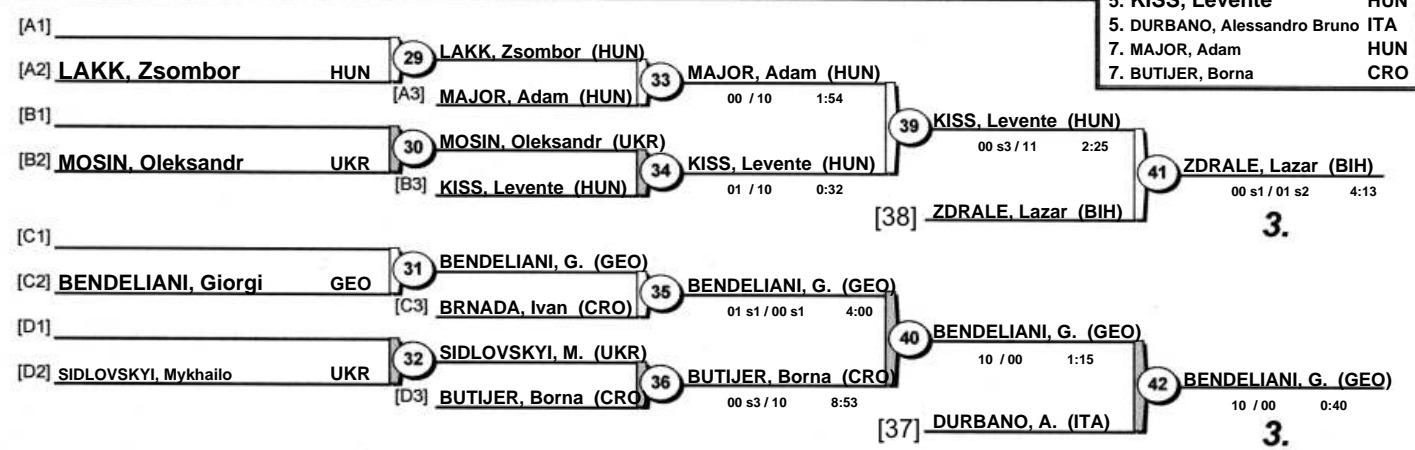 5. KISS, Levente HUN
5. DURBANO, Alessandro Bruno ITA
7. MAJOR, Adam HUN
7. BUTIJER, Borna CRO
[A1]
[A2] LAKK, Zsombor HUN
29
LAKK, Zsombor (HUN)
[A3] MAJOR, Adam (HUN)
33
MAJOR, Adam (HUN)
00 / 10 1:54
[B1]
[B2] MOSIN, Oleksandr UKR
30
MOSIN, Oleksandr (UKR)
[B3] KISS, Levente (HUN)
34
KISS, Levente (HUN)
01 / 10 0:32
39
KISS, Levente (HUN)
00 s3 / 11 2:25
[38] ZDRALE, Lazar (BIH)
41
ZDRALE, Lazar (BIH)
00 s1 / 01 s2 4:13
3.
[C1]
[C2] BENDELIANI, Giorgi GEO
31
BENDELIANI, G. (GEO)
[C3] BRNADA, Ivan (CRO)
35
BENDELIANI, G. (GEO)
01 s1 / 00 s1 4:00
[D1]
[D2] SIDLOVSKYI, Mykhailo UKR
32
SIDLOVSKYI, M. (UKR)
[D3] BUTIJER, Borna (CRO)
36
BUTIJER, Borna (CRO)
00 s3 / 10 8:53
40
BENDELIANI, G. (GEO)
10 / 00 1:15
[37] DURBANO, A. (ITA)
42
BENDELIANI, G. (GEO)
10 / 00 0:40
3.